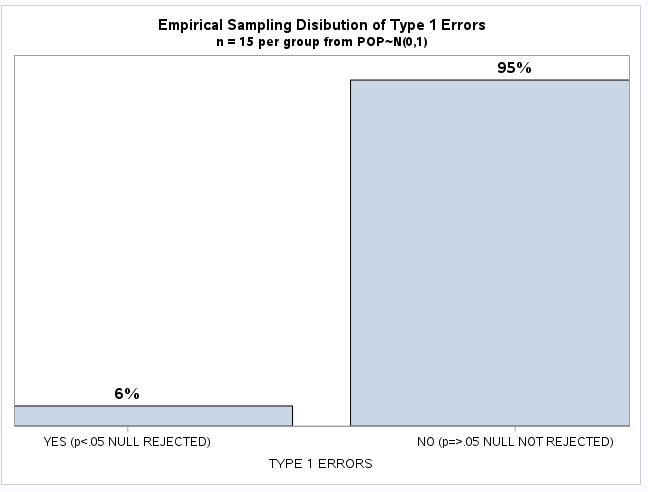 Empirical Sampling Disibution of Type 1 Errors
n = 15 per group from POP~N(0,1)
95%
6%
YES (p<.05 NULL REJECTED)
NO (p=>.05 NULL NOT REJECTED)
TYPE 1 ERRORS